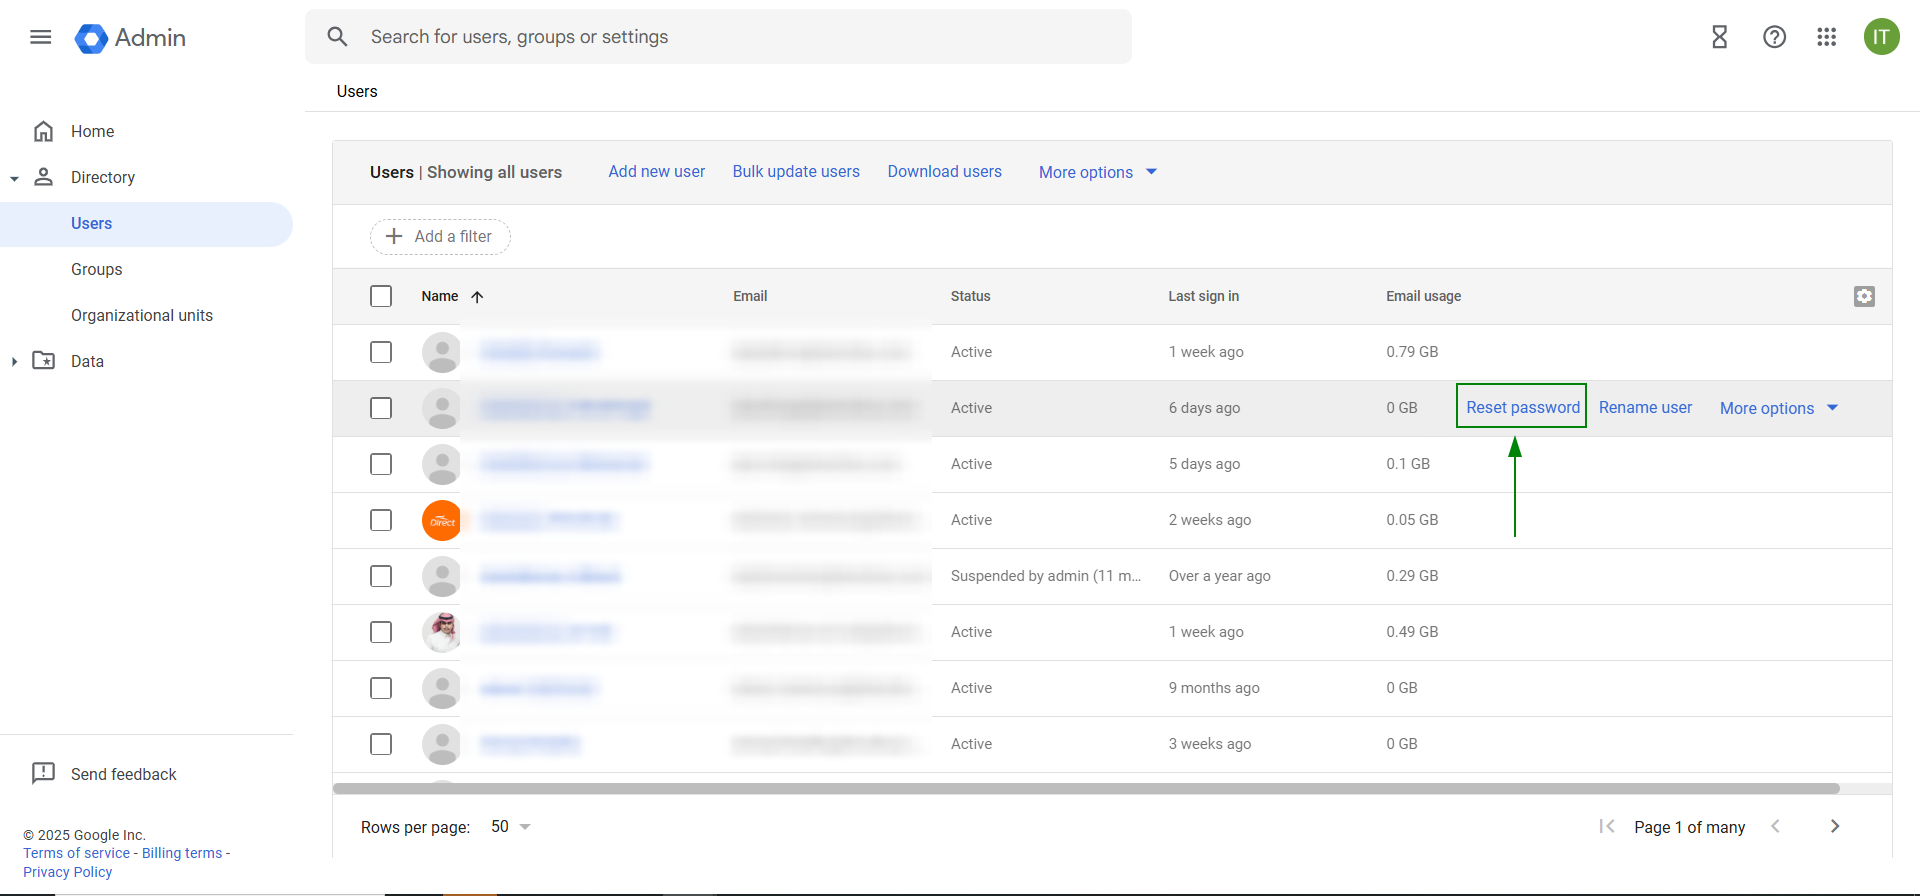 Admin
Search for users, groups or settings
IT
Users
Home
Directory
Users
Groups
Organizational units
Data
Users | Showing all users
Add new user
Bulk update users
Download users
More options
Add a filter
Name Email Status Last sign in Email usage
Active 1 week ago 0.79 GB
Active 6 days ago 0 GB Reset password Rename user More options
Active 5 days ago 0.1 GB
Direct Active 2 weeks ago 0.05 GB
Suspended by admin (11 m... Over a year ago 0.29 GB
Active 1 week ago 0.49 GB
Active 9 months ago 0 GB
Active 3 weeks ago 0 GB
Rows per page: 50
Page 1 of many
Send feedback
© 2025 Google Inc.
Terms of service - Billing terms -
Privacy Policy